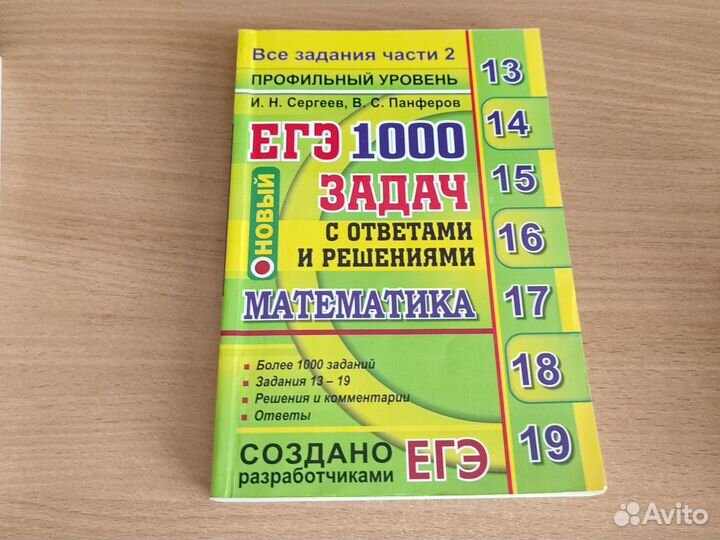 Все задания части 2
ПРОФИЛЬНЫЙ УРОВЕНЬ
И. Н. Сергеев, В. С. Панферов
ЕГЭ 1000
ЗАДАЧ
НОВЫЙ
С ОТВЕТАМИ
И РЕШЕНИЯМИ
МАТЕМАТИКА
Более 1000 заданий
Задания 13 – 19
Решения и комментарии
Ответы
СОЗДАНО
разработчиками ЕГЭ
13
14
15
16
17
18
19
Avito